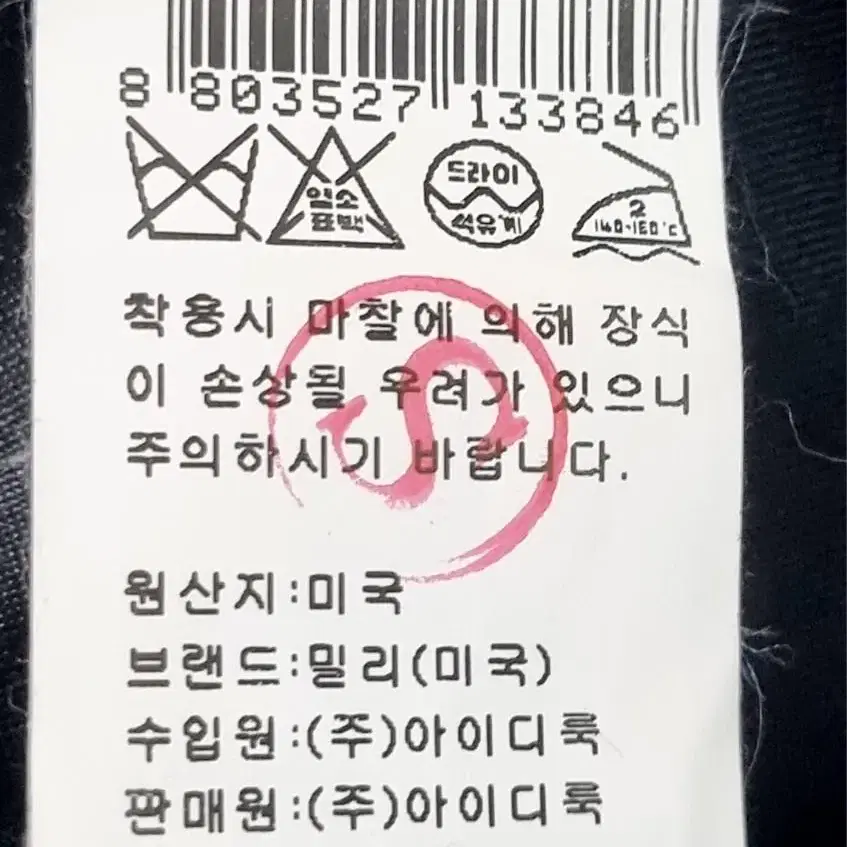 8 803527 133846
염소
표백
드라이
석유계
2
140~160℃
착용시 마찰에 의해 장식
이 손상될 우려가 있으니
주의하시기 바랍니다.
S
원산지:미국
브랜드:밀리(미국)
수입원:(주)아이디룩
판매원:(주)아이디룩